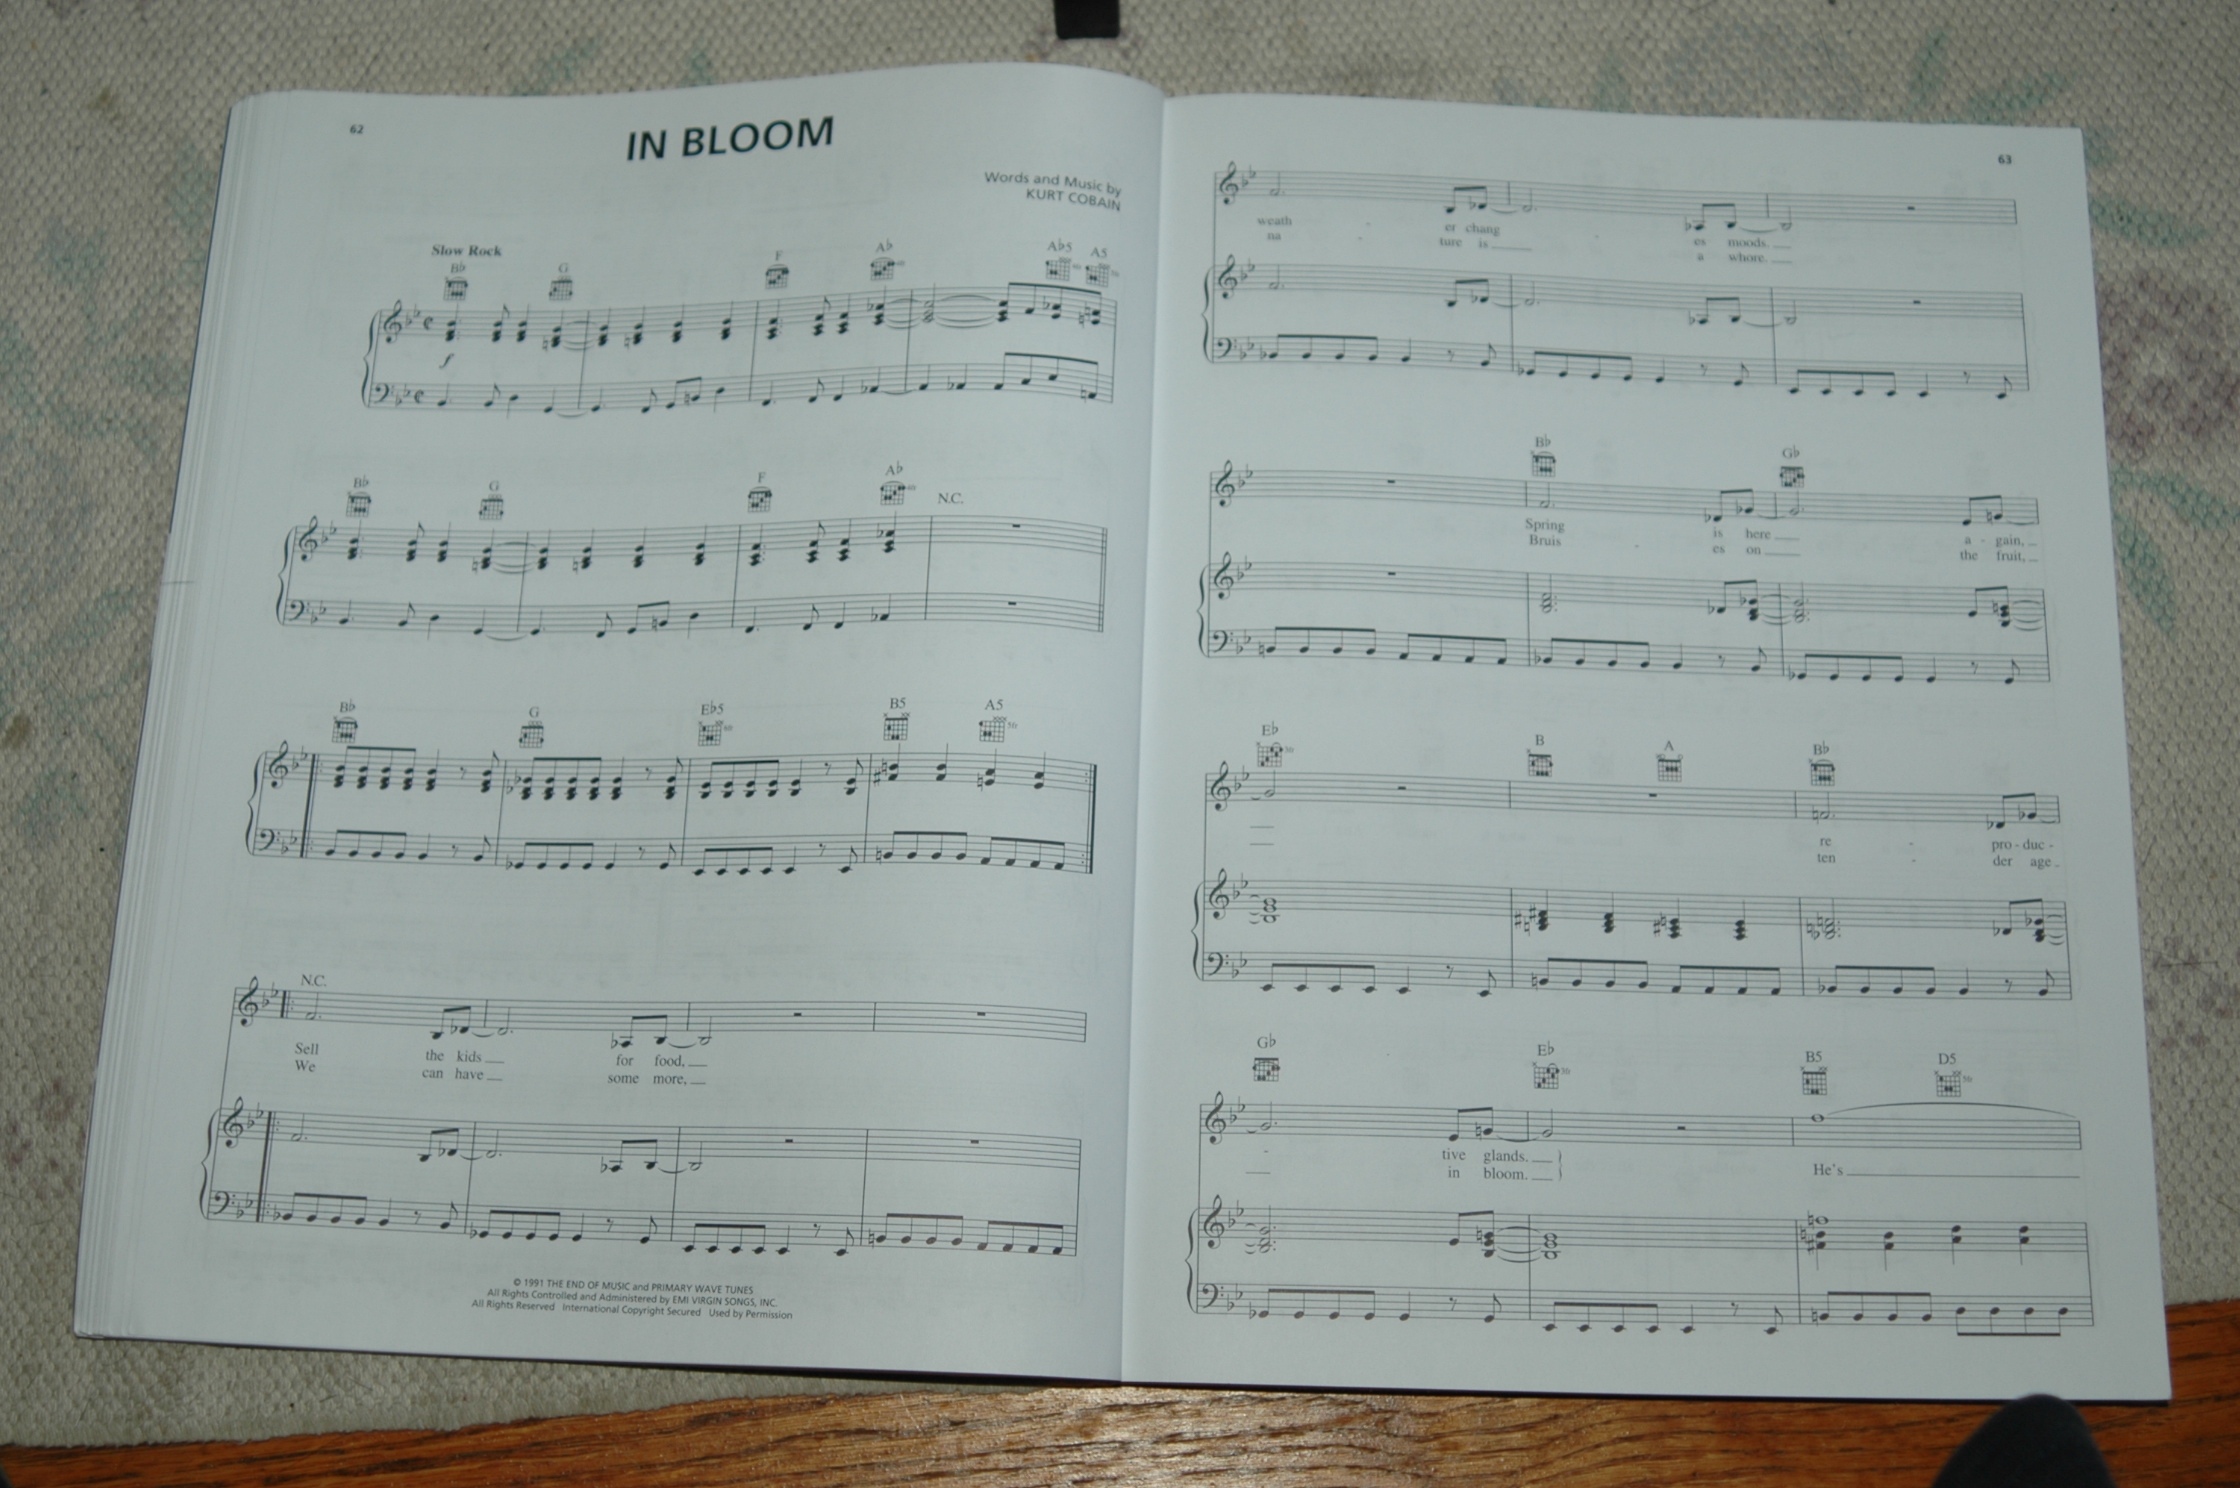 62
IN BLOOM
Words and Music by
KURT COBAIN
Slow Rock
B♭ G F A♭ A♭5 A5
f
B♭ G F A♭ N.C.
B♭ G E♭5 B5 A5
N.C.
Sell the kids for food,
We can have some more,
© 1991 THE END OF MUSIC and PRIMARY WAVE TUNES
All Rights Controlled and Administered by EMI VIRGIN SONGS, INC.
All Rights Reserved International Copyright Secured Used by Permission
63
weath - er chang es moods.
na - ture is a whore.
B♭ G♭
Spring is here a - gain,
Bruis - es on the fruit,
E♭ B A B♭
re - pro - duc -
ten - der age
G♭ E♭ B5 D5
- tive glands. He's
in bloom.